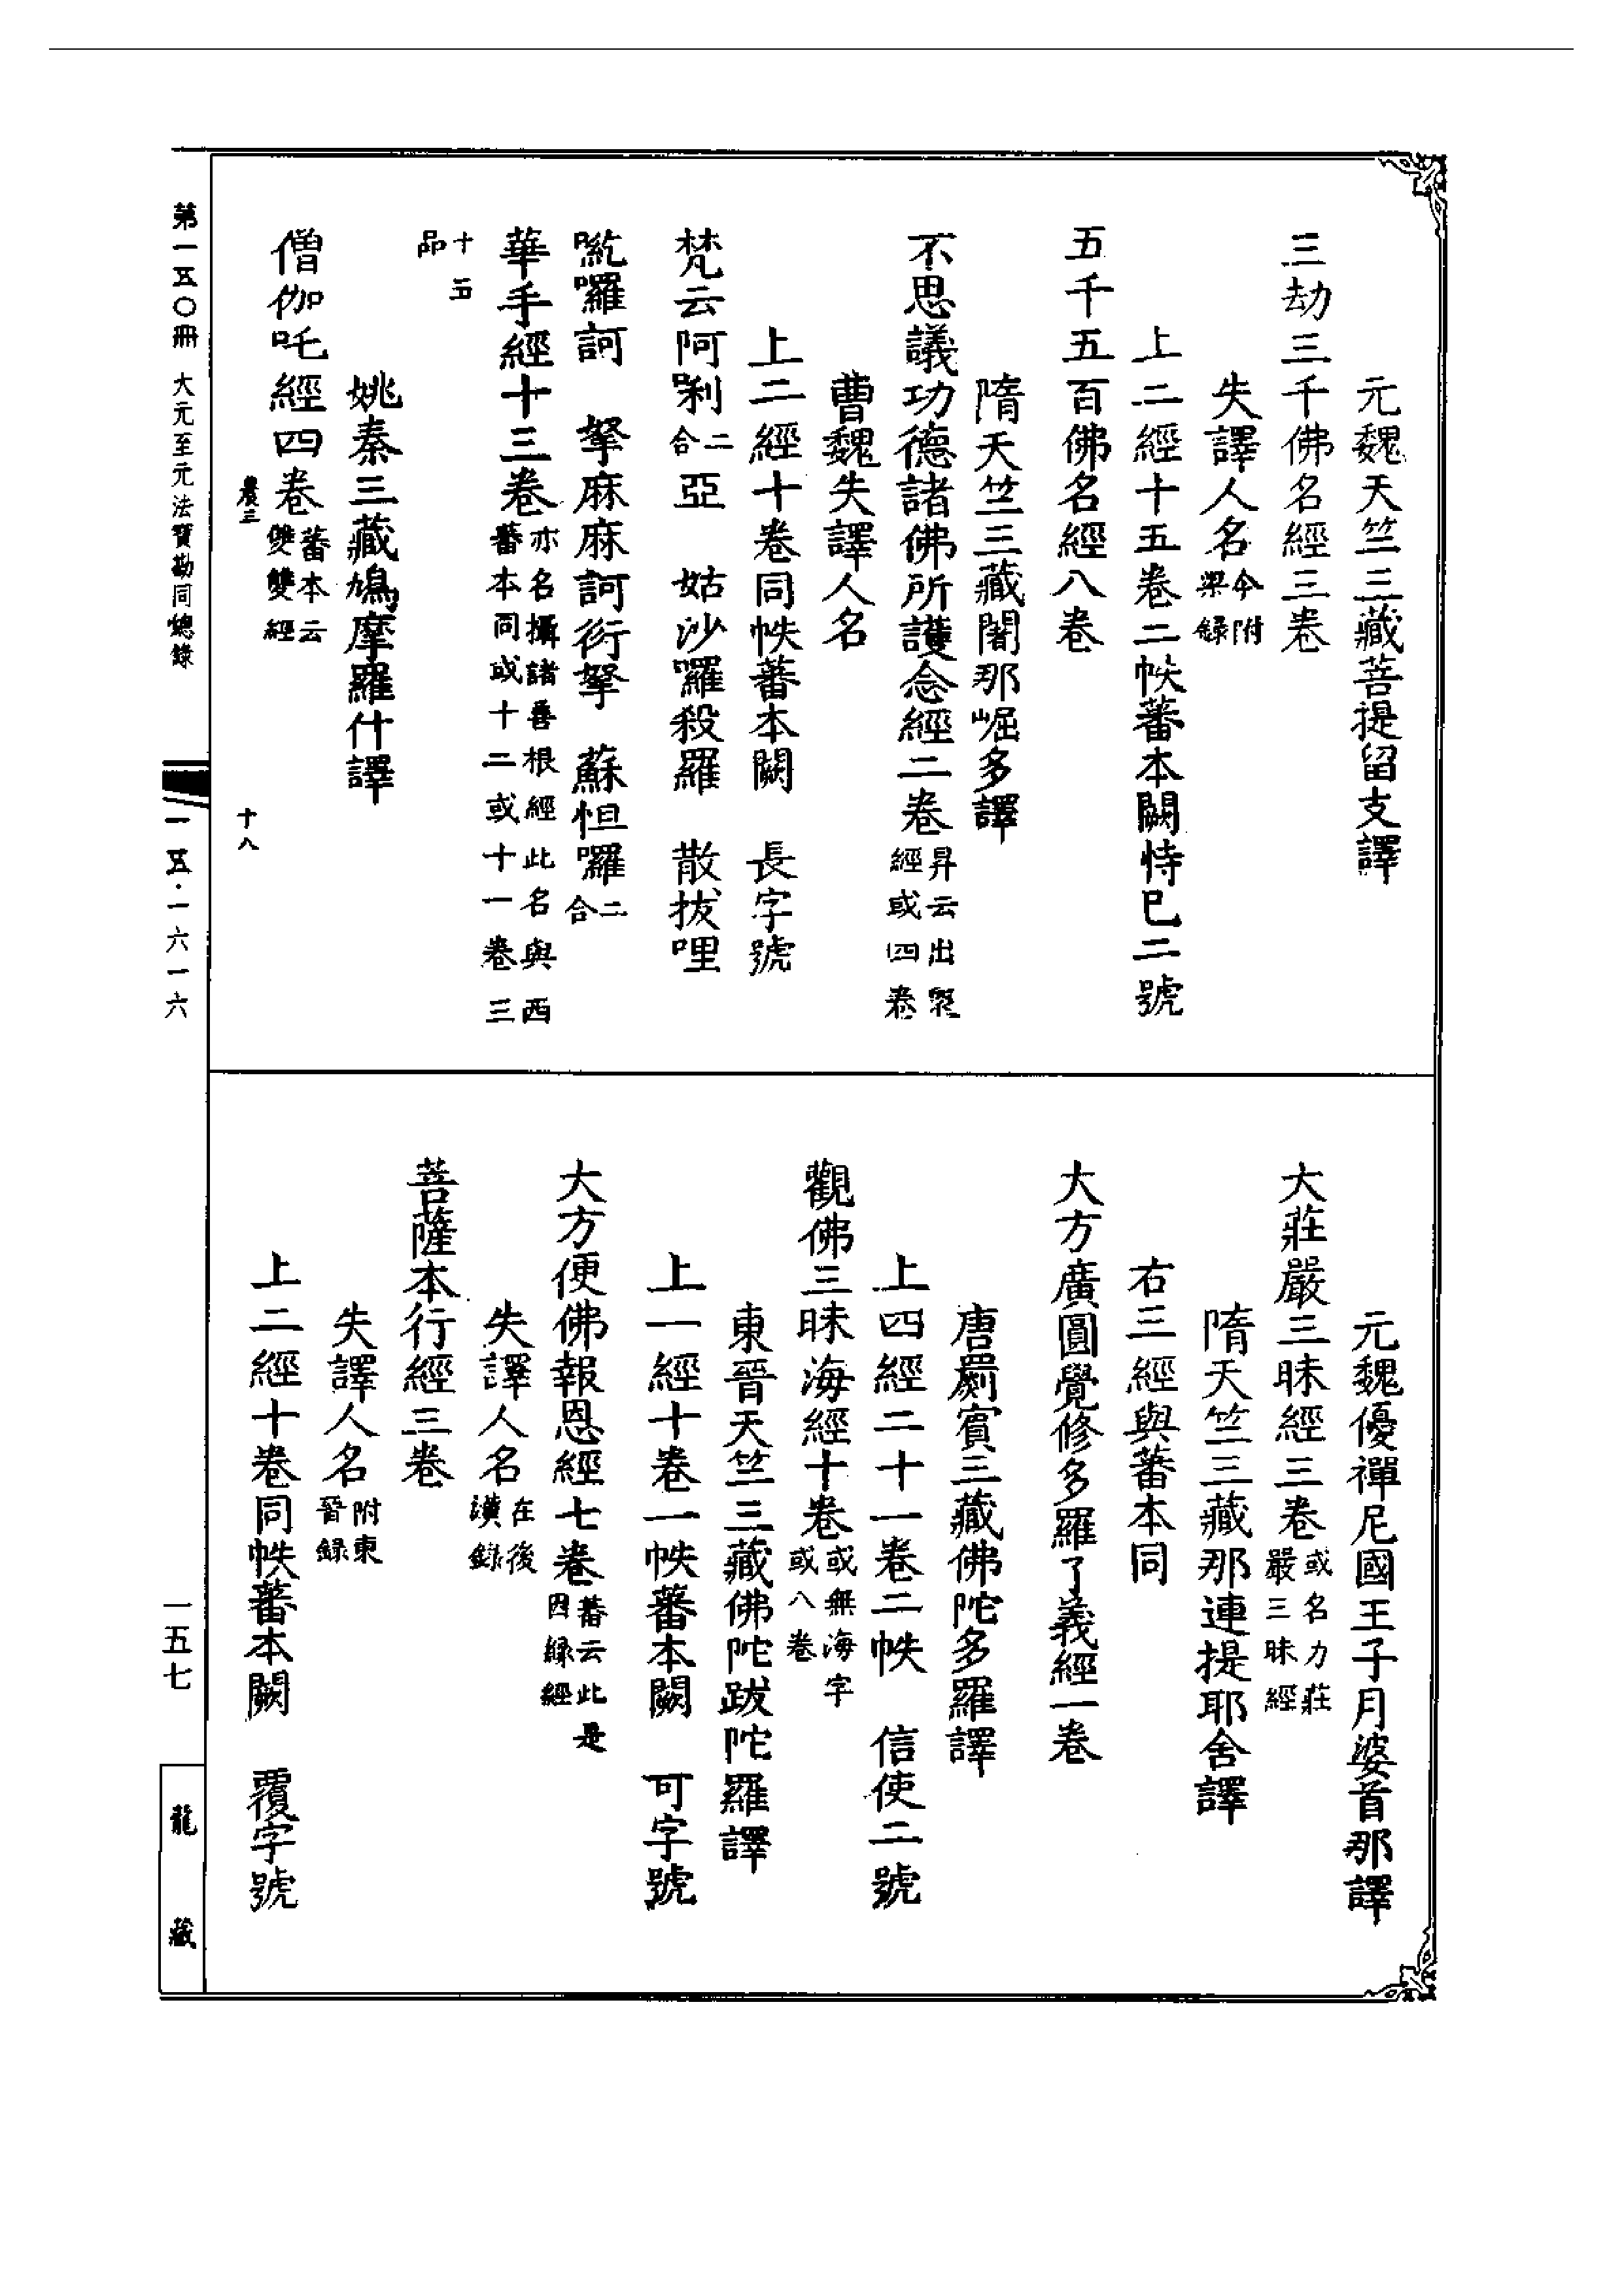 元魏天竺三藏菩提留支譯
三劫三千佛名經三卷
失譯人名今附梁錄
上二經十五卷二帙蕃本闕恃已二號
五千五百佛名經八卷
隋天竺三藏闍那崛多譯
不思議功德諸佛所護念經二卷昇云出眾經或四卷
曹魏失譯人名
上二經十卷同帙蕃本闕　長字號
梵云阿唎二合亞　姑沙囉殺羅　散拔哩
囉訶　拏麻麻訶衍拏　蘇怛囉二合
華手經十三卷亦名攝諸善根經此名與西蕃本同或十二或十一卷三
十五品
姚秦三藏鳩摩羅什譯
僧伽吒經四卷蕃本云雙雙經
農三　十八
元魏優禪尼國王子月婆首那譯
大莊嚴三昧經三卷或名力莊嚴三昧經
隋天竺三藏那連提耶舍譯
右三經與蕃本同
大方廣圓覺修多羅了義經一卷
唐罽賓三藏佛陀多羅譯
上四經二十一卷二帙　信使二號
觀佛三昧海經十卷或無海字或八卷
東晉天竺三藏佛陀跋陀羅譯
上一經十卷一帙蕃本闕　可字號
大方便佛報恩經七卷蕃云此是因緣經
失譯人名在後漢錄
菩薩本行經三卷
失譯人名附東晉錄
上二經十卷同帙蕃本闕　覆字號
第一五〇冊　大元至元法寶勘同總錄
一五·一六一六
一五七
龍藏